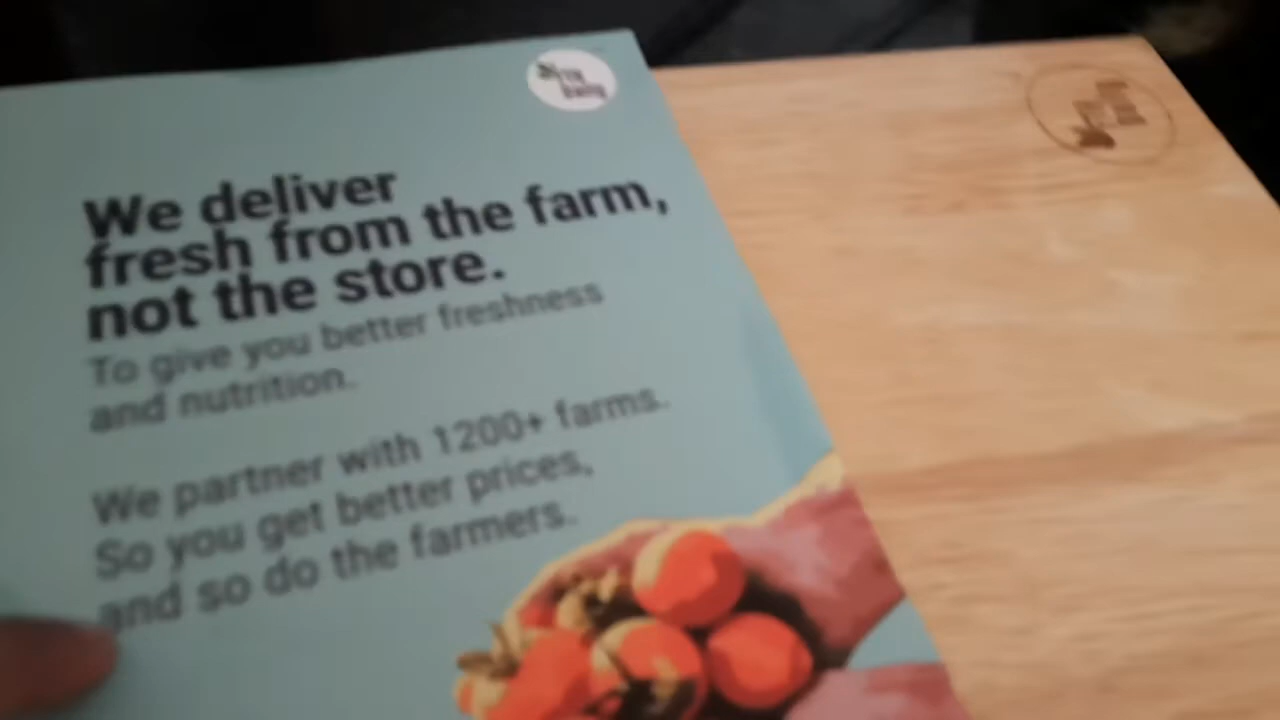 We deliver
fresh from the farm,
not the store.
To give you better freshness
and nutrition.
We partner with 1200+ farms.
So you get better prices,
and so do the farmers.